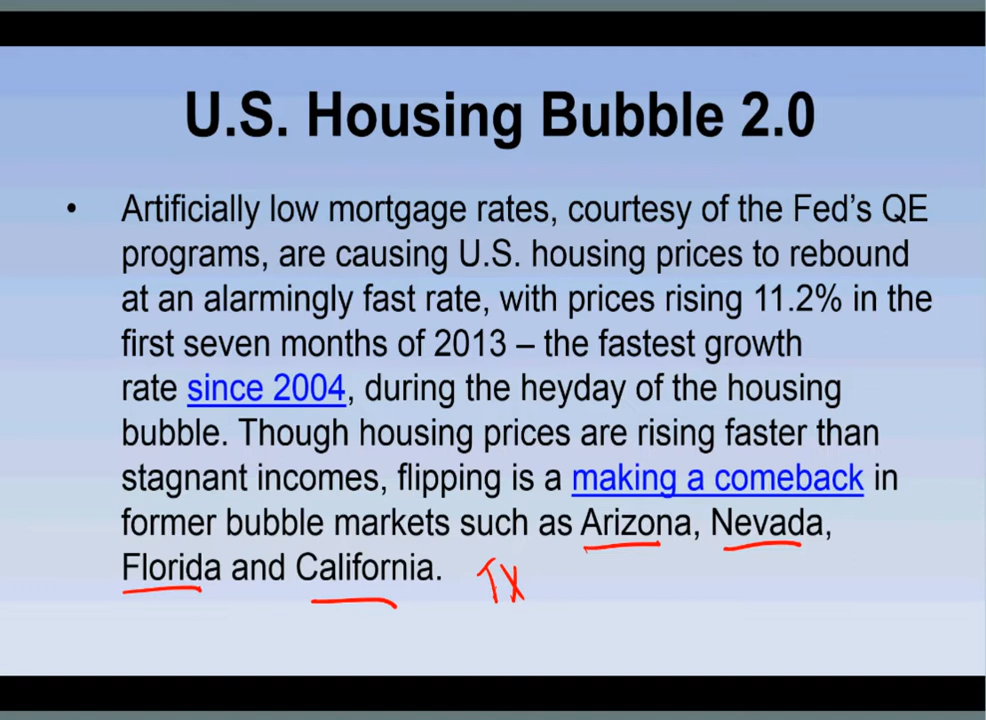 U.S. Housing Bubble 2.0
• Artificially low mortgage rates, courtesy of the Fed’s QE
programs, are causing U.S. housing prices to rebound
at an alarmingly fast rate, with prices rising 11.2% in the
first seven months of 2013 – the fastest growth
rate since 2004, during the heyday of the housing
bubble. Though housing prices are rising faster than
stagnant incomes, flipping is a making a comeback in
former bubble markets such as Arizona, Nevada,
Florida and California. TX